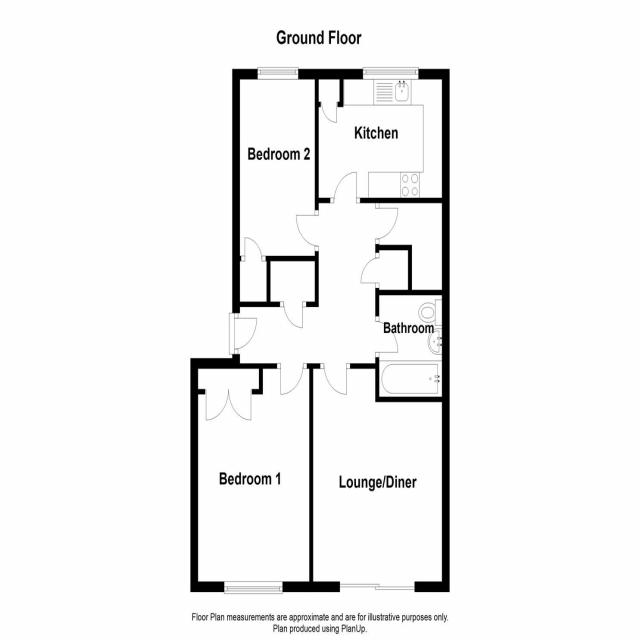 Ground Floor
Kitchen
Bedroom 2
Bathroom
Bedroom 1
Lounge/Diner
Floor Plan measurements are approximate and are for illustrative purposes only.
Plan produced using PlanUp.